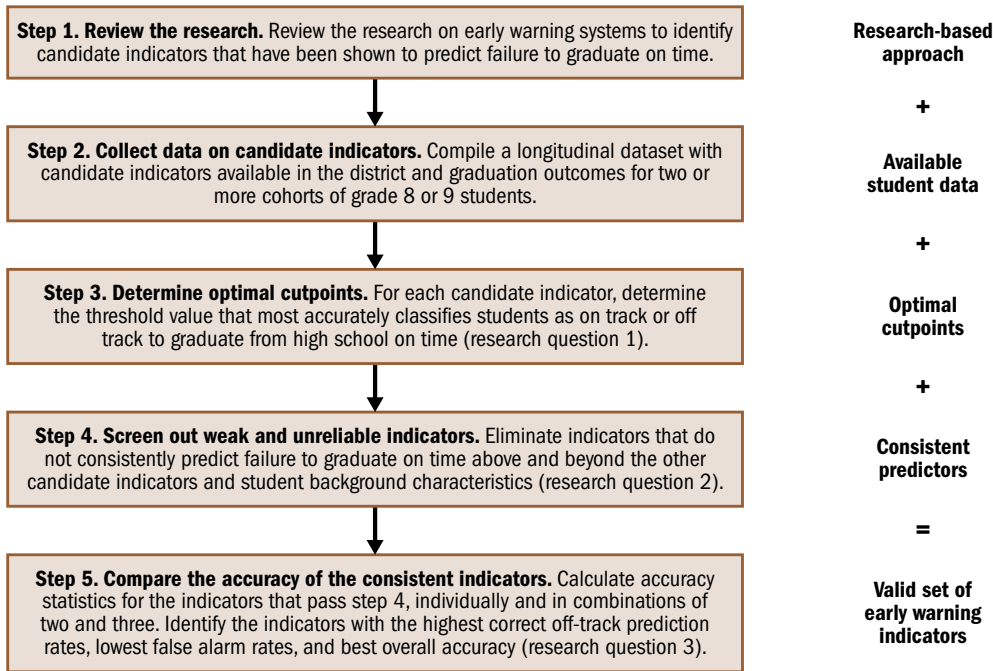 Step 1. Review the research. Review the research on early warning systems to identify
candidate indicators that have been shown to predict failure to graduate on time.
Research-based
approach
+
Step 2. Collect data on candidate indicators. Compile a longitudinal dataset with
candidate indicators available in the district and graduation outcomes for two or
more cohorts of grade 8 or 9 students.
Available
student data
+
Step 3. Determine optimal cutpoints. For each candidate indicator, determine
the threshold value that most accurately classifies students as on track or off
track to graduate from high school on time (research question 1).
Optimal
cutpoints
+
Step 4. Screen out weak and unreliable indicators. Eliminate indicators that do
not consistently predict failure to graduate on time above and beyond the other
candidate indicators and student background characteristics (research question 2).
Consistent
predictors
=
Step 5. Compare the accuracy of the consistent indicators. Calculate accuracy
statistics for the indicators that pass step 4, individually and in combinations of
two and three. Identify the indicators with the highest correct off-track prediction
rates, lowest false alarm rates, and best overall accuracy (research question 3).
Valid set of
early warning
indicators